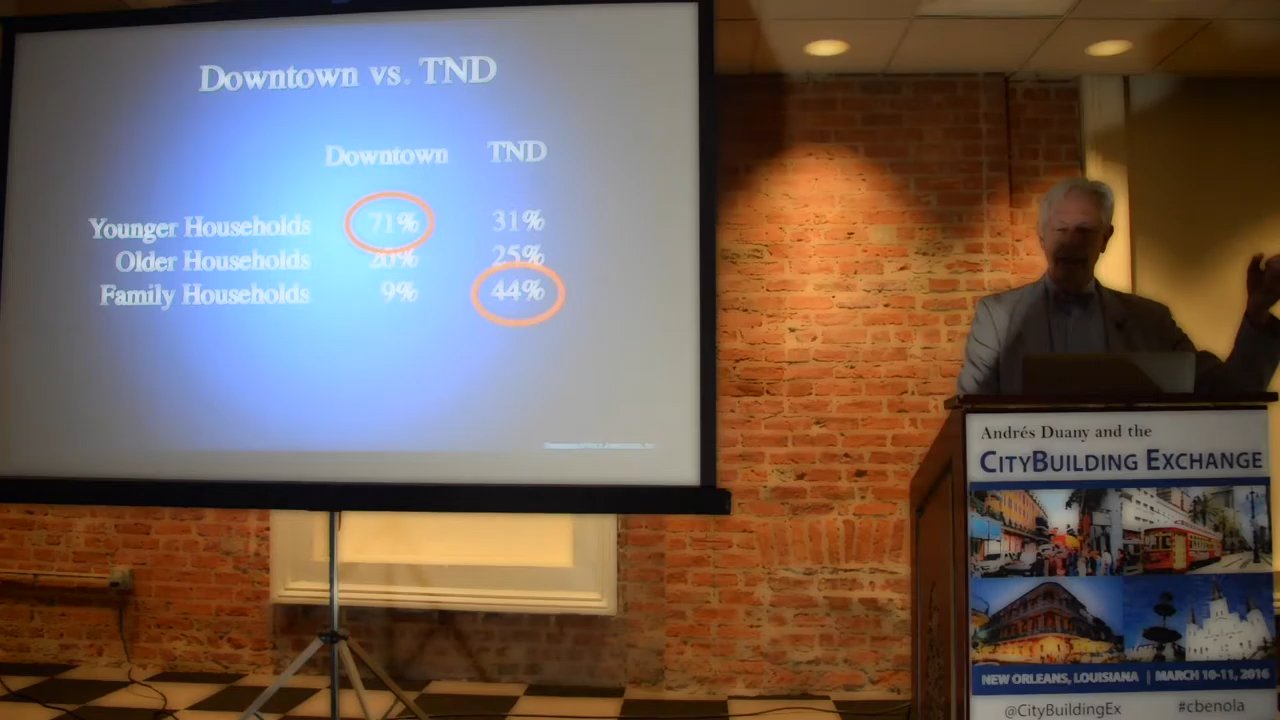 Downtown vs. TND
Downtown TND
Younger Households 71% 31%
Older Households 20% 25%
Family Households 9% 44%
Andrés Duany and the
CITYBUILDING EXCHANGE
NEW ORLEANS, LOUISIANA | MARCH 10-11, 2016
@CityBuildingEx #cbenola